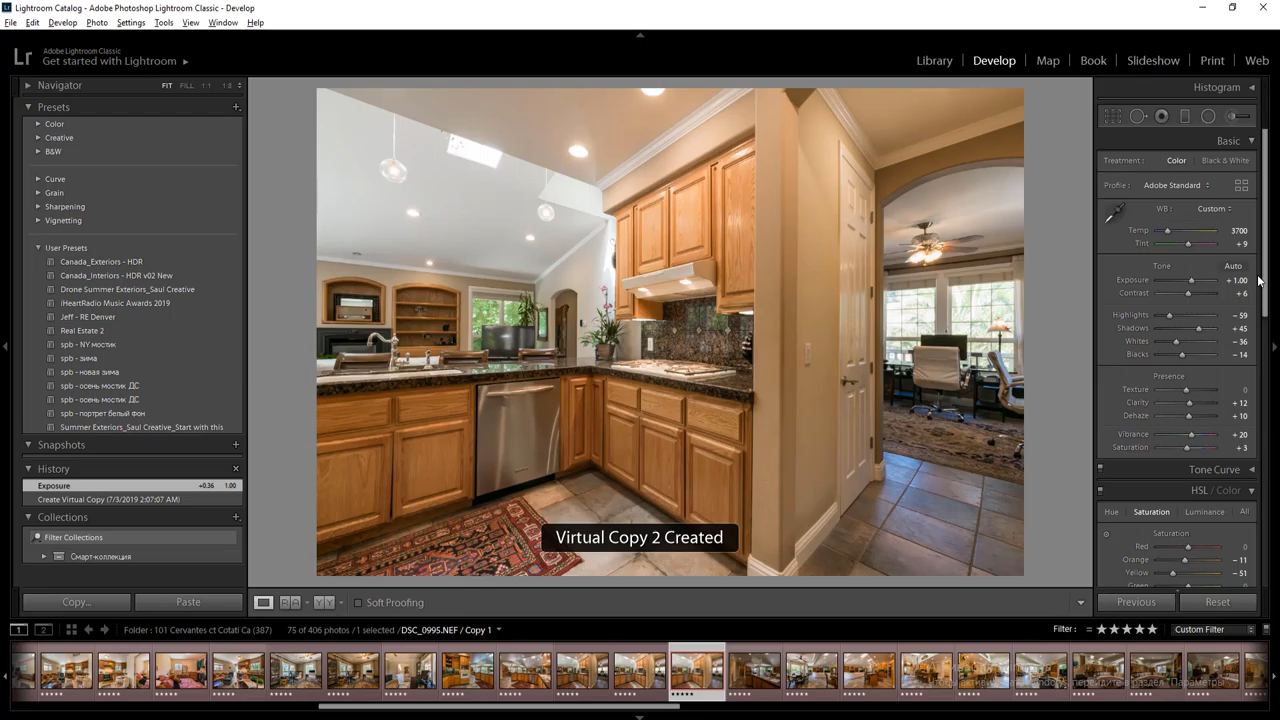 Lightroom Catalog - Adobe Photoshop Lightroom Classic - Develop
File Edit Develop Photo Settings Tools View Window Help
Lr Adobe Lightroom Classic
Get started with Lightroom
Library Develop Map Book Slideshow Print Web
Navigator FIT FILL 1:1 1:8
Presets
Color
Creative
B&W
Curve
Grain
Sharpening
Vignetting
User Presets
Canada_Exteriors - HDR
Canada_Interiors - HDR v02 New
Drone Summer Exteriors_Saul Creative
iHeartRadio Music Awards 2019
Jeff - RE Denver
Real Estate 2
spb - NY мостик
spb - зима
spb - новая зима
spb - осень мостик ДС
spb - осень мостик ДС
spb - портрет белый фон
Summer Exteriors_Saul Creative_Start with this
Snapshots
History
Exposure +0.36 1.00
Create Virtual Copy (7/3/2019 2:07:07 AM)
Collections
Filter Collections
Смарт-коллекция
Copy... Paste
Virtual Copy 2 Created
Soft Proofing
Histogram
Basic
Treatment : Color Black & White
Profile : Adobe Standard
WB : Custom
Temp 3700
Tint + 9
Tone Auto
Exposure + 1.00
Contrast + 6
Highlights − 59
Shadows + 45
Whites − 36
Blacks − 14
Presence
Texture 0
Clarity + 12
Dehaze + 10
Vibrance + 20
Saturation + 3
Tone Curve
HSL / Color
Hue Saturation Luminance All
Saturation
Red 0
Orange − 11
Yellow − 51
Green
Previous Reset
1 2 Folder : 101 Cervantes ct Cotati Ca (387) 75 of 406 photos /1 selected /DSC_0995.NEF / Copy 1
Filter : Custom Filter